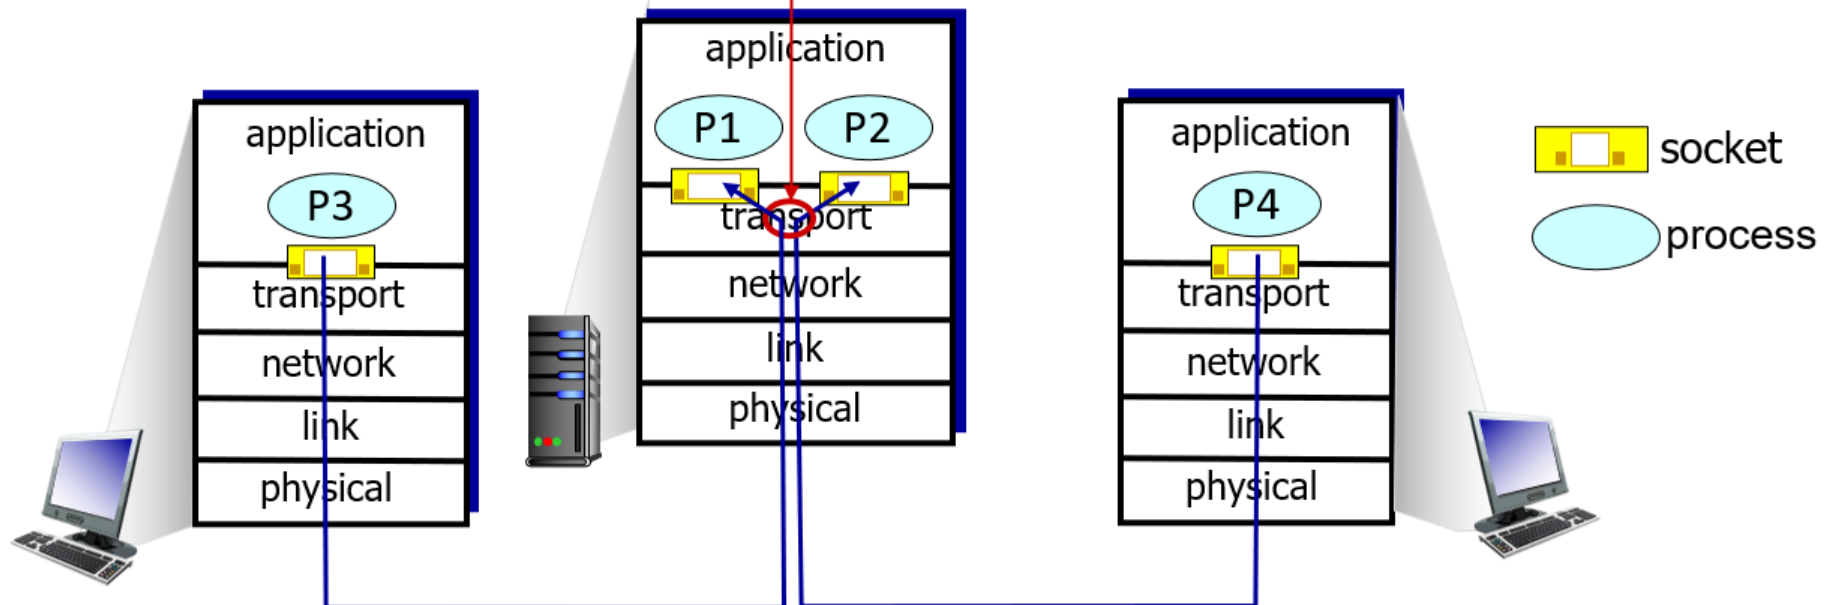 application
P3
transport
network
link
physical
application
P1 P2
transport
network
link
physical
application
P4
transport
network
link
physical
socket
process